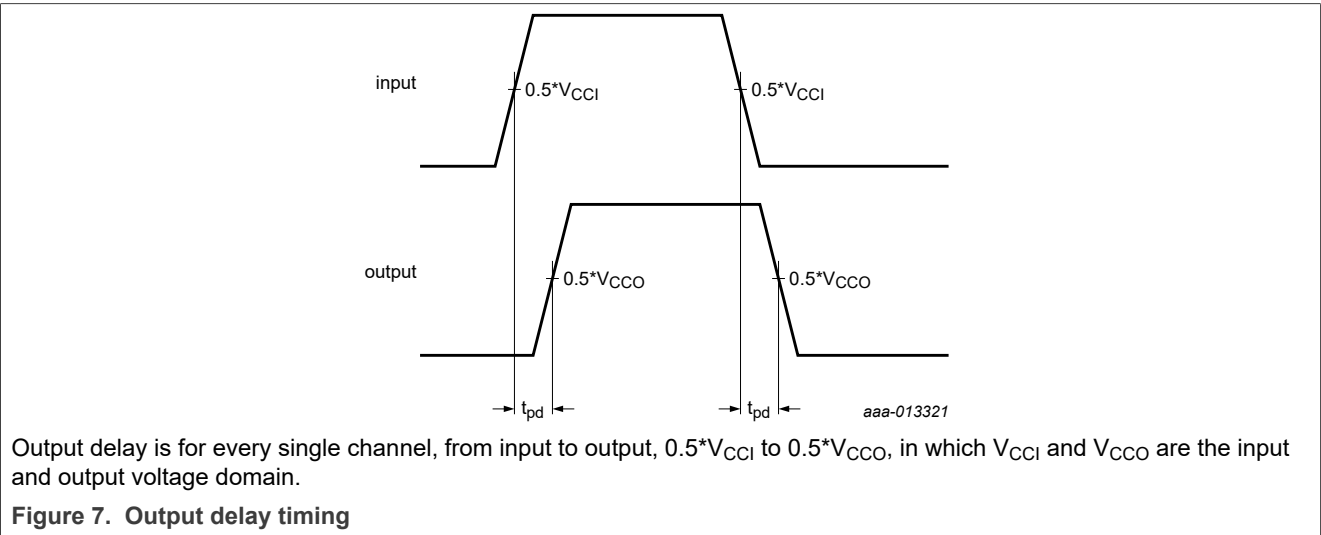 input
0.5*VCCI
0.5*VCCI
output
0.5*VCCO
0.5*VCCO
tpd
tpd
aaa-013321
Output delay is for every single channel, from input to output, 0.5*VCCI to 0.5*VCCO, in which VCCI and VCCO are the input
and output voltage domain.
Figure 7. Output delay timing